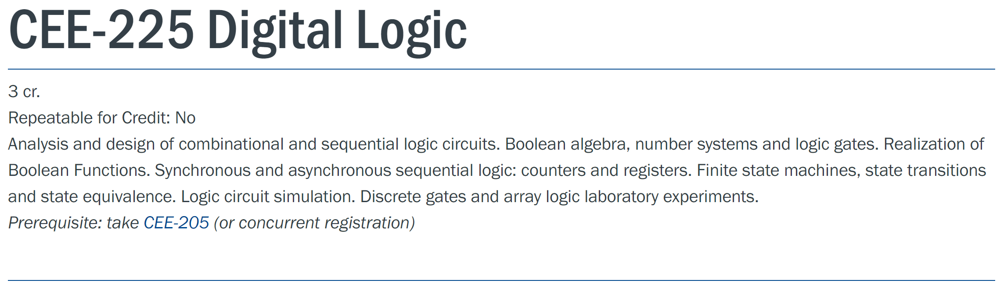 CEE-225 Digital Logic
3 cr.
Repeatable for Credit: No
Analysis and design of combinational and sequential logic circuits. Boolean algebra, number systems and logic gates. Realization of
Boolean Functions. Synchronous and asynchronous sequential logic: counters and registers. Finite state machines, state transitions
and state equivalence. Logic circuit simulation. Discrete gates and array logic laboratory experiments.
Prerequisite: take CEE-205 (or concurrent registration)